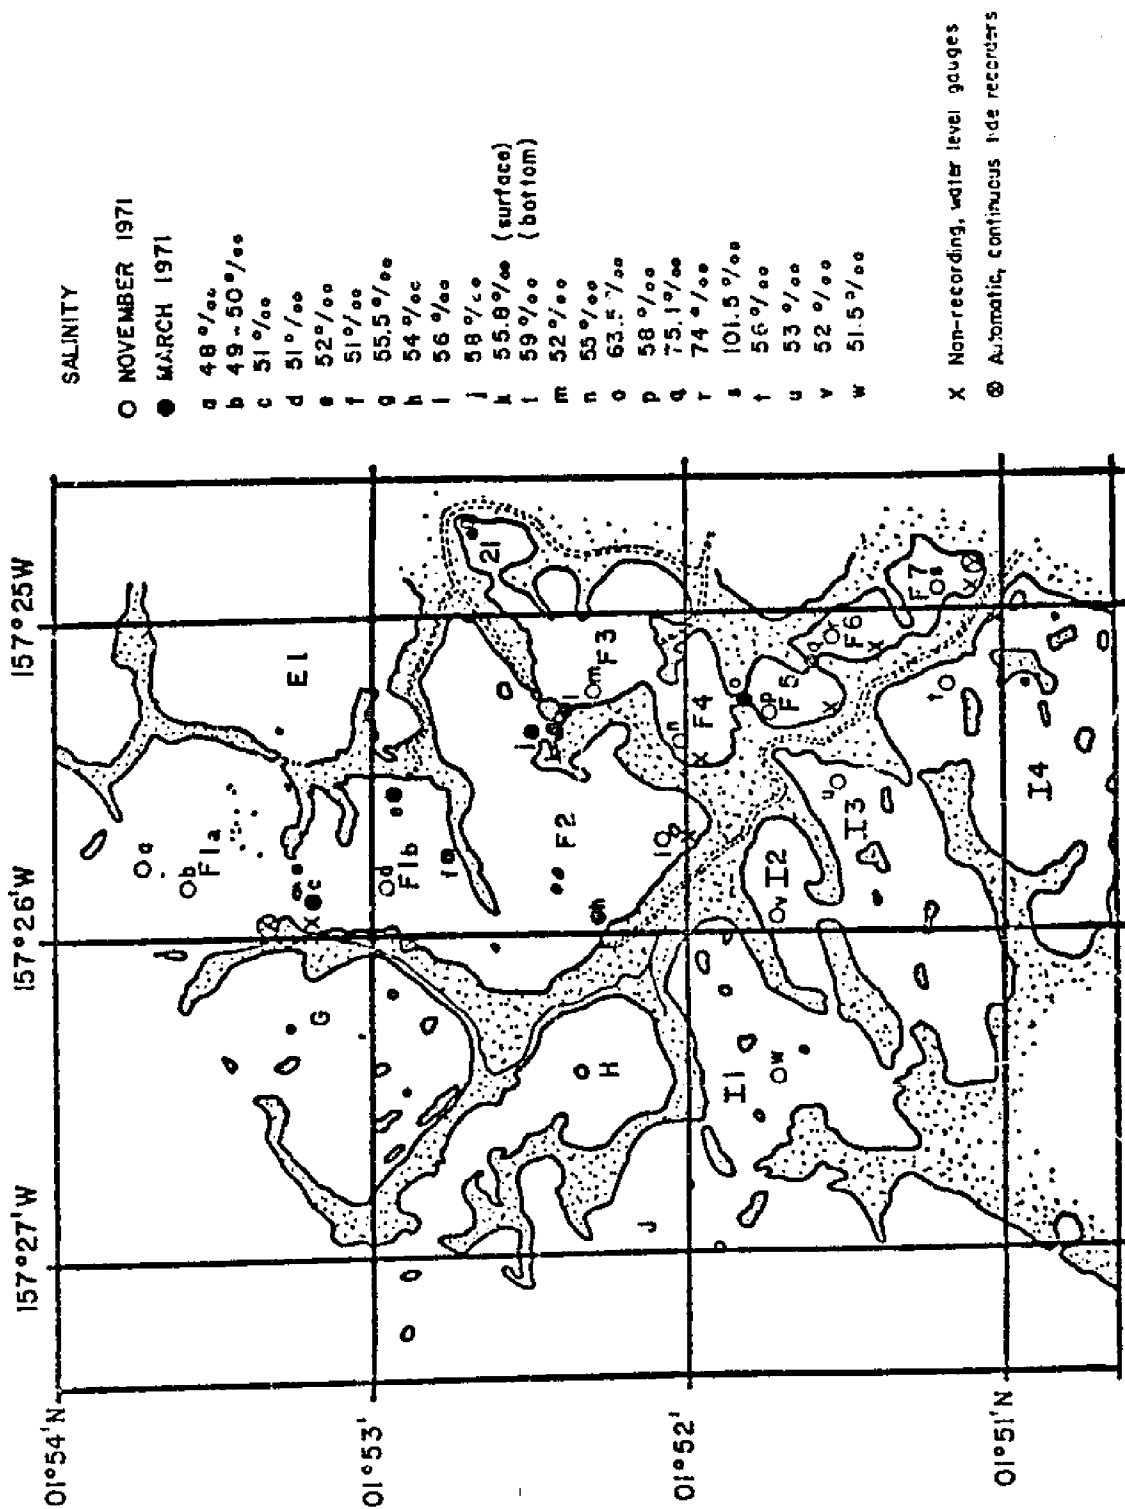 SALINITY
O NOVEMBER 1971
● MARCH 1971
a 48 ‰
b 49-50 ‰
c 51 ‰
d 51 ‰
e 52 ‰
f 51 ‰
g 55.5 ‰
h 54 ‰
i 56 ‰
j 58 ‰
k 55.8 ‰ (surface)
l 59 ‰ (bottom)
m 52 ‰
n 55 ‰
o 63.5 ‰
p 58 ‰
q 75.1 ‰
r 74 ‰
s 101.5 ‰
t 56 ‰
u 53 ‰
v 52 ‰
w 51.5 ‰
X Non-recording, water level gauges
⊗ Automatic, continuous tide recorders
157°27'W
157°26'W
157°25'W
01°54'N
01°53'
01°52'
01°51'N
E1
a
b
F1a
c
d
F1b
G
21
F2
h
j
l
m
F3
H
n
F4
o
p
F5
q
r
F6
F7
s
J
I1
w
I2
v
u
I3
t
I4